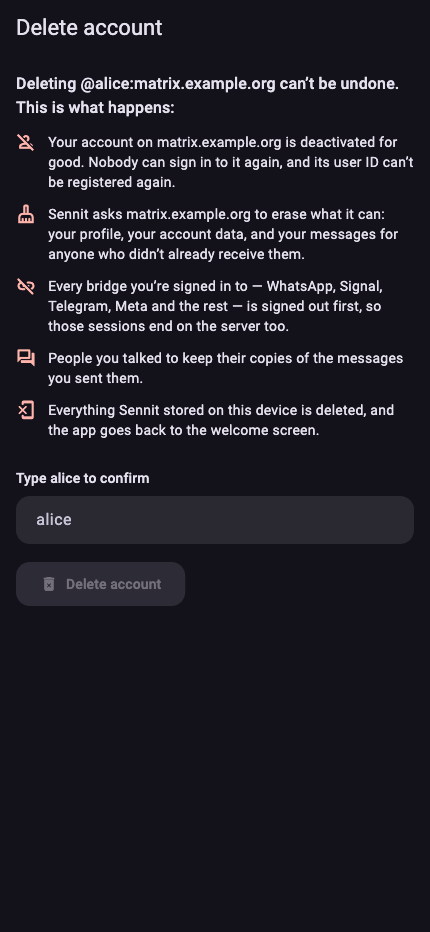 Delete account
Deleting @alice:matrix.example.org can’t be undone.
This is what happens:
Your account on matrix.example.org is deactivated for
good. Nobody can sign in to it again, and its user ID can’t
be registered again.
Sennit asks matrix.example.org to erase what it can:
your profile, your account data, and your messages for
anyone who didn’t already receive them.
Every bridge you’re signed in to — WhatsApp, Signal,
Telegram, Meta and the rest — is signed out first, so
those sessions end on the server too.
People you talked to keep their copies of the messages
you sent them.
Everything Sennit stored on this device is deleted, and
the app goes back to the welcome screen.
Type alice to confirm
alice
Delete account